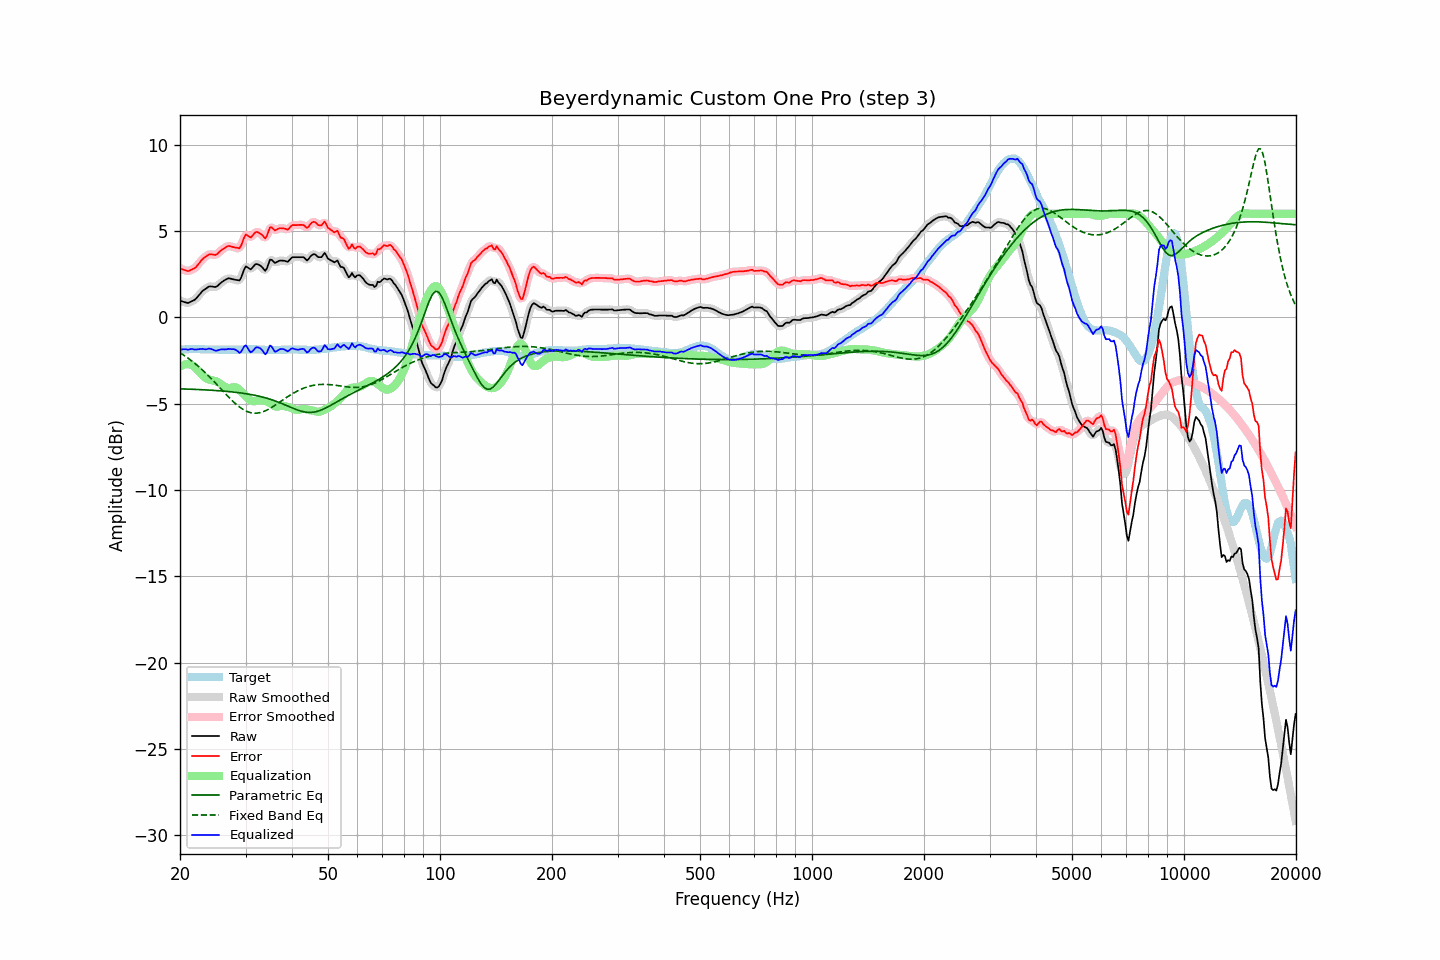 Beyerdynamic Custom One Pro (step 3)
10
5
0
−5
−10
−15
−20
−25
−30
Amplitude (dBr)
Target
Raw Smoothed
Error Smoothed
Raw
Error
Equalization
Parametric Eq
Fixed Band Eq
Equalized
20 50 100 200 500 1000 2000 5000 10000 20000
Frequency (Hz)